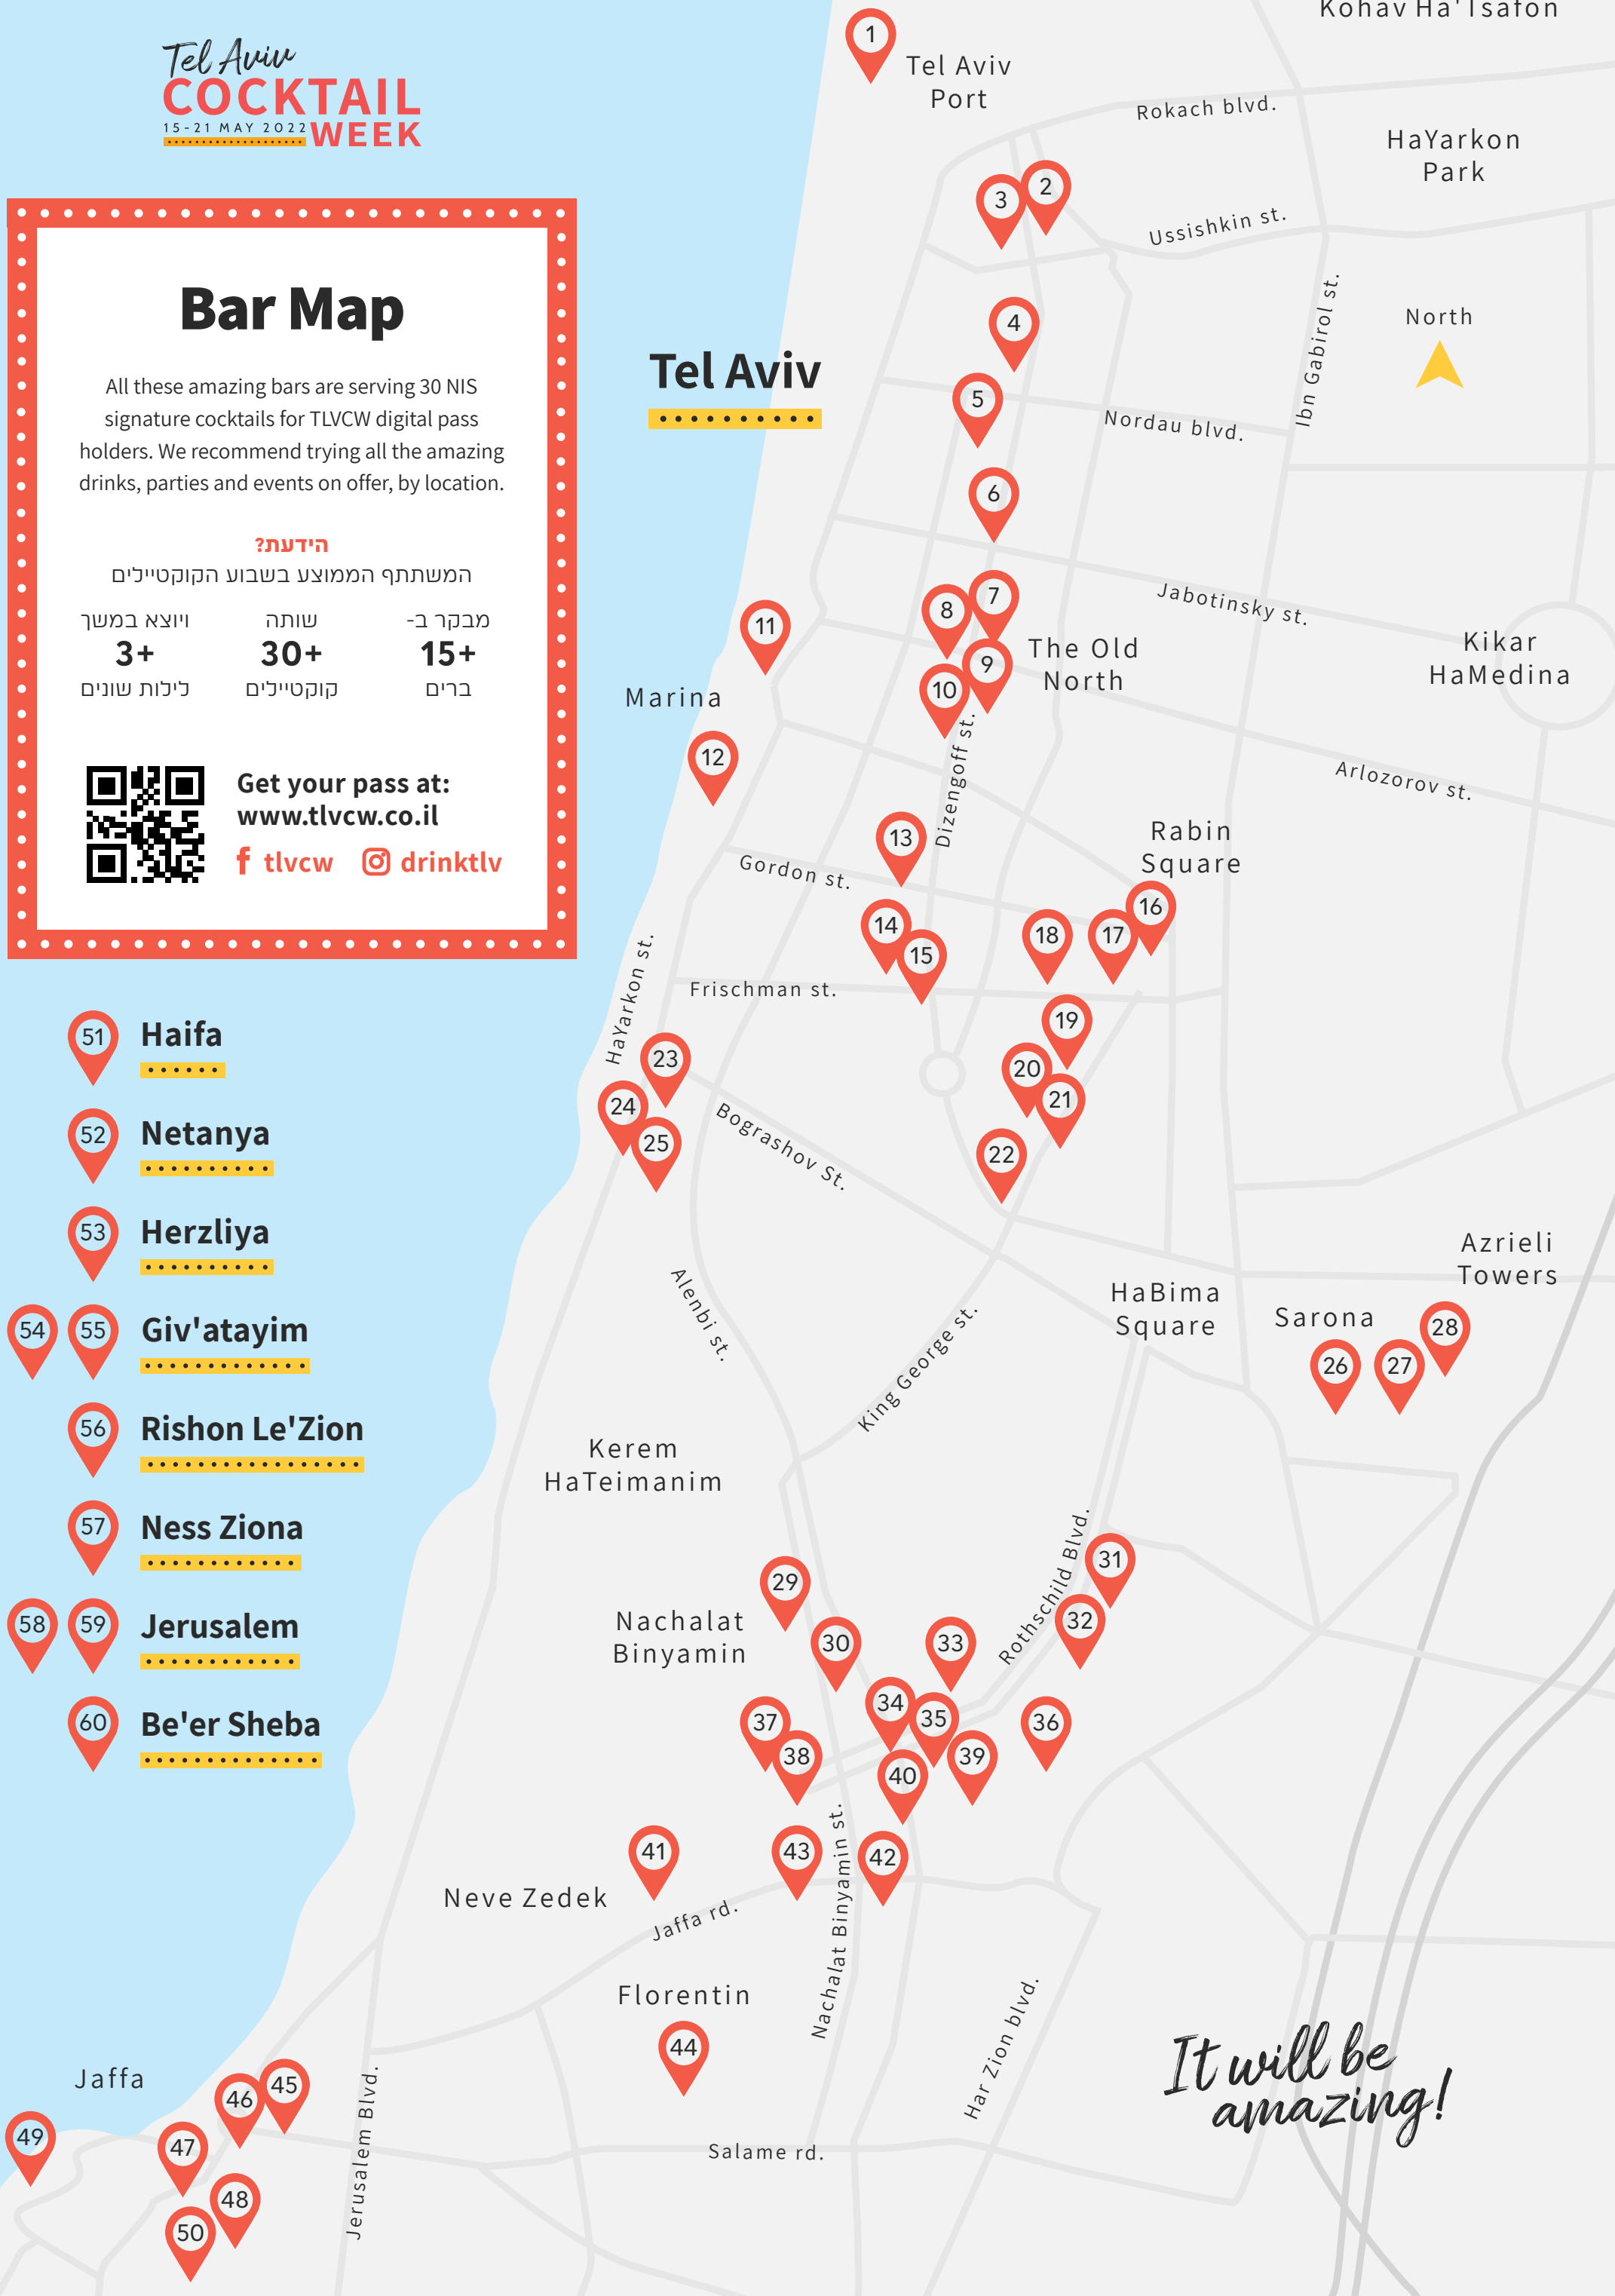 Tel Aviv
COCKTAIL
15-21 MAY 2022 WEEK
Bar Map
All these amazing bars are serving 30 NIS
signature cocktails for TLVCW digital pass
holders. We recommend trying all the amazing
drinks, parties and events on offer, by location.
הידעת?
המשתתף הממוצע בשבוע הקוקטיילים
מבקר ב-
15+
ברים
שותה
30+
קוקטיילים
ויוצא במשך
3+
לילות שונים
Get your pass at:
www.tlvcw.co.il
tlvcw drinktlv
51 Haifa
52 Netanya
53 Herzliya
54 55 Giv'atayim
56 Rishon Le'Zion
57 Ness Ziona
58 59 Jerusalem
60 Be'er Sheba
Tel Aviv
Kohav Ha'Tsafon
1
Tel Aviv
Port
Rokach blvd.
HaYarkon
Park
2
3
Ussishkin st.
Ibn Gabirol st.
North
4
5
Nordau blvd.
6
7
8
Jabotinsky st.
11
The Old
North
9
10
Kikar
HaMedina
Marina
12
Dizengoff st.
Arlozorov st.
13
Rabin
Square
Gordon st.
14
15
16
17
18
HaYarkon st.
Frischman st.
19
20
21
22
23
24
25
Bograshov St.
Azrieli
Towers
Alenbi st.
HaBima
Square
Sarona
26
27
28
King George st.
Kerem
HaTeimanim
Rothschild Blvd.
29
30
31
32
33
Nachalat
Binyamin
34
35
36
37
38
39
40
41
43
42
Nachalat Binyamin st.
Neve Zedek
Jaffa rd.
Florentin
44
Har Zion blvd.
It will be
amazing!
Jaffa
45
46
47
48
49
50
Jerusalem Blvd.
Salame rd.